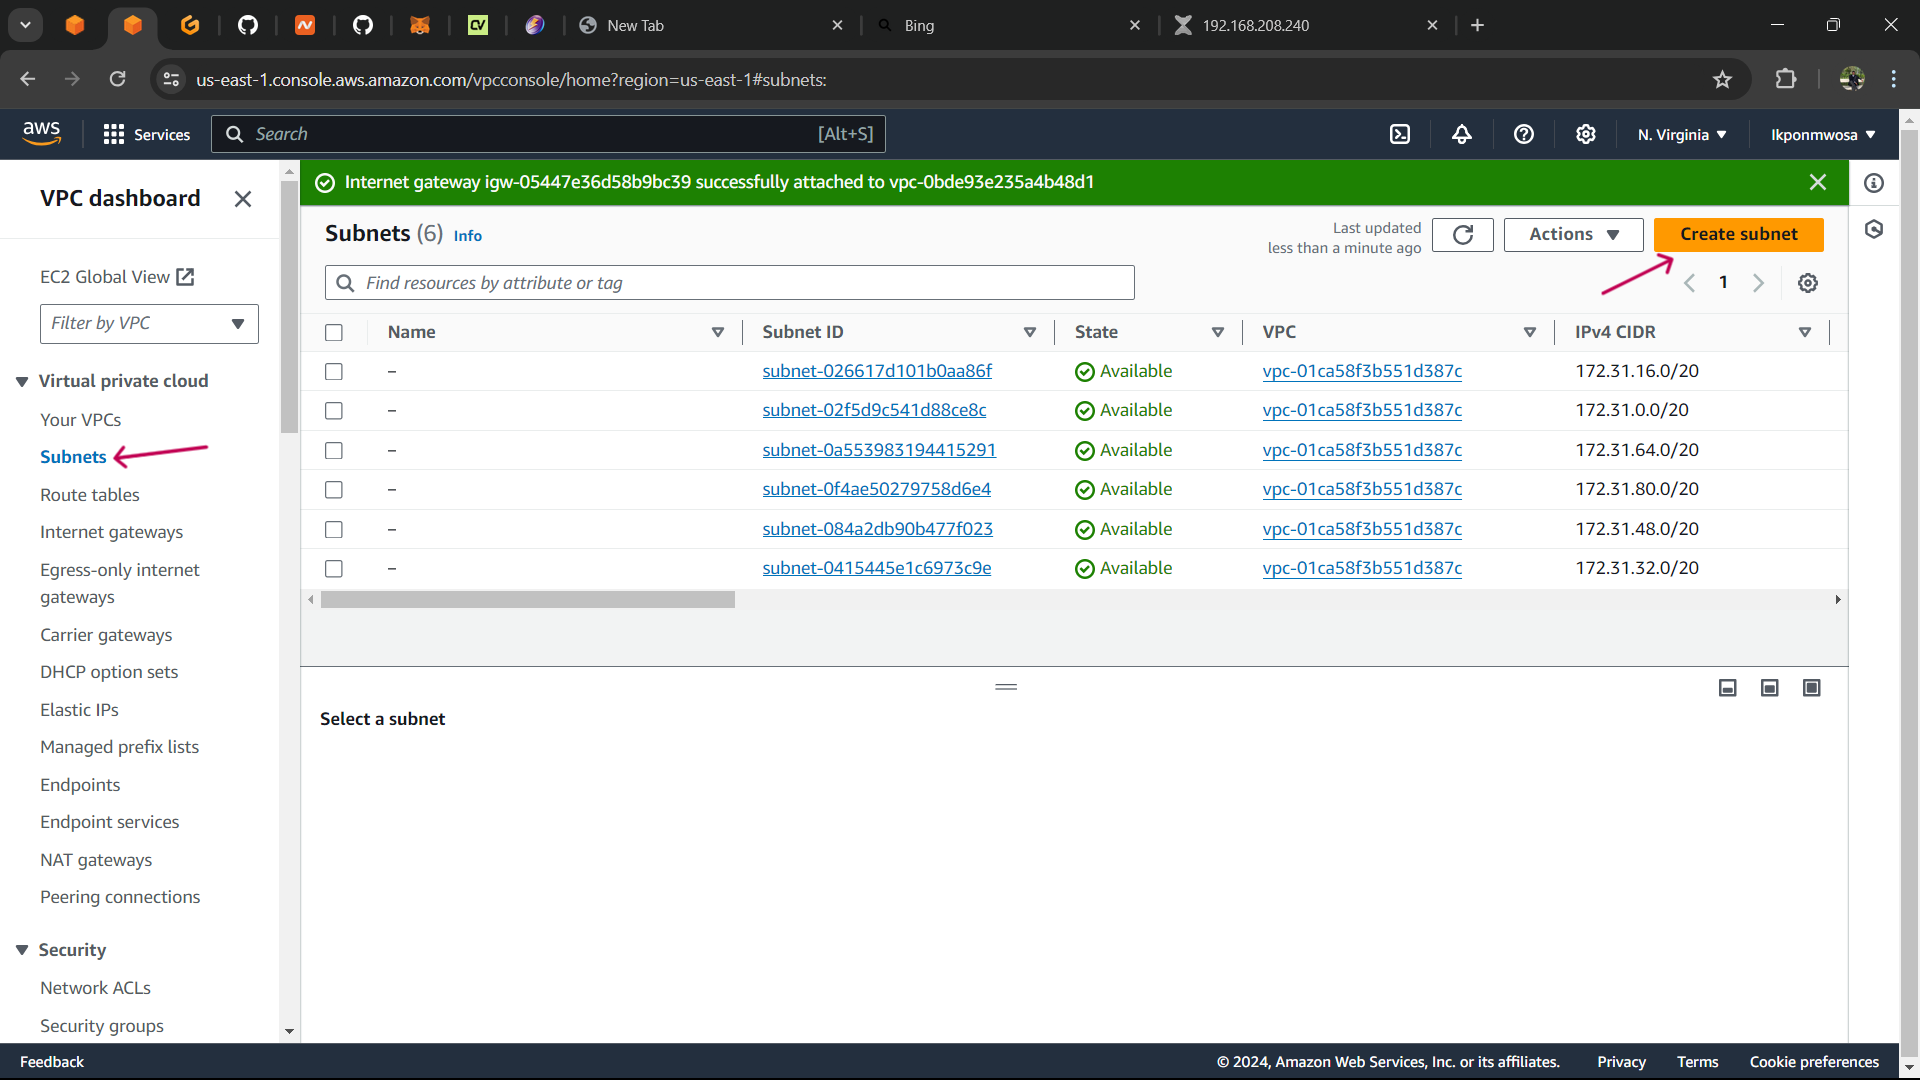 New Tab
Bing
192.168.208.240
us-east-1.console.aws.amazon.com/vpcconsole/home?region=us-east-1#subnets:
aws
Services
Search
[Alt+S]
N. Virginia
Ikponmwosa
VPC dashboard
EC2 Global View
Filter by VPC
Virtual private cloud
Your VPCs
Subnets
Route tables
Internet gateways
Egress-only internet
gateways
Carrier gateways
DHCP option sets
Elastic IPs
Managed prefix lists
Endpoints
Endpoint services
NAT gateways
Peering connections
Security
Network ACLs
Security groups
Internet gateway igw-05447e36d58b9bc39 successfully attached to vpc-0bde93e235a4b48d1
Subnets (6) Info
Last updated
less than a minute ago
Actions
Create subnet
Find resources by attribute or tag
1
Name Subnet ID State VPC IPv4 CIDR
– subnet-026617d101b0aa86f Available vpc-01ca58f3b551d387c 172.31.16.0/20
– subnet-02f5d9c541d88ce8c Available vpc-01ca58f3b551d387c 172.31.0.0/20
– subnet-0a553983194415291 Available vpc-01ca58f3b551d387c 172.31.64.0/20
– subnet-0f4ae50279758d6e4 Available vpc-01ca58f3b551d387c 172.31.80.0/20
– subnet-084a2db90b477f023 Available vpc-01ca58f3b551d387c 172.31.48.0/20
– subnet-0415445e1c6973c9e Available vpc-01ca58f3b551d387c 172.31.32.0/20
Select a subnet
Feedback
© 2024, Amazon Web Services, Inc. or its affiliates.
Privacy
Terms
Cookie preferences